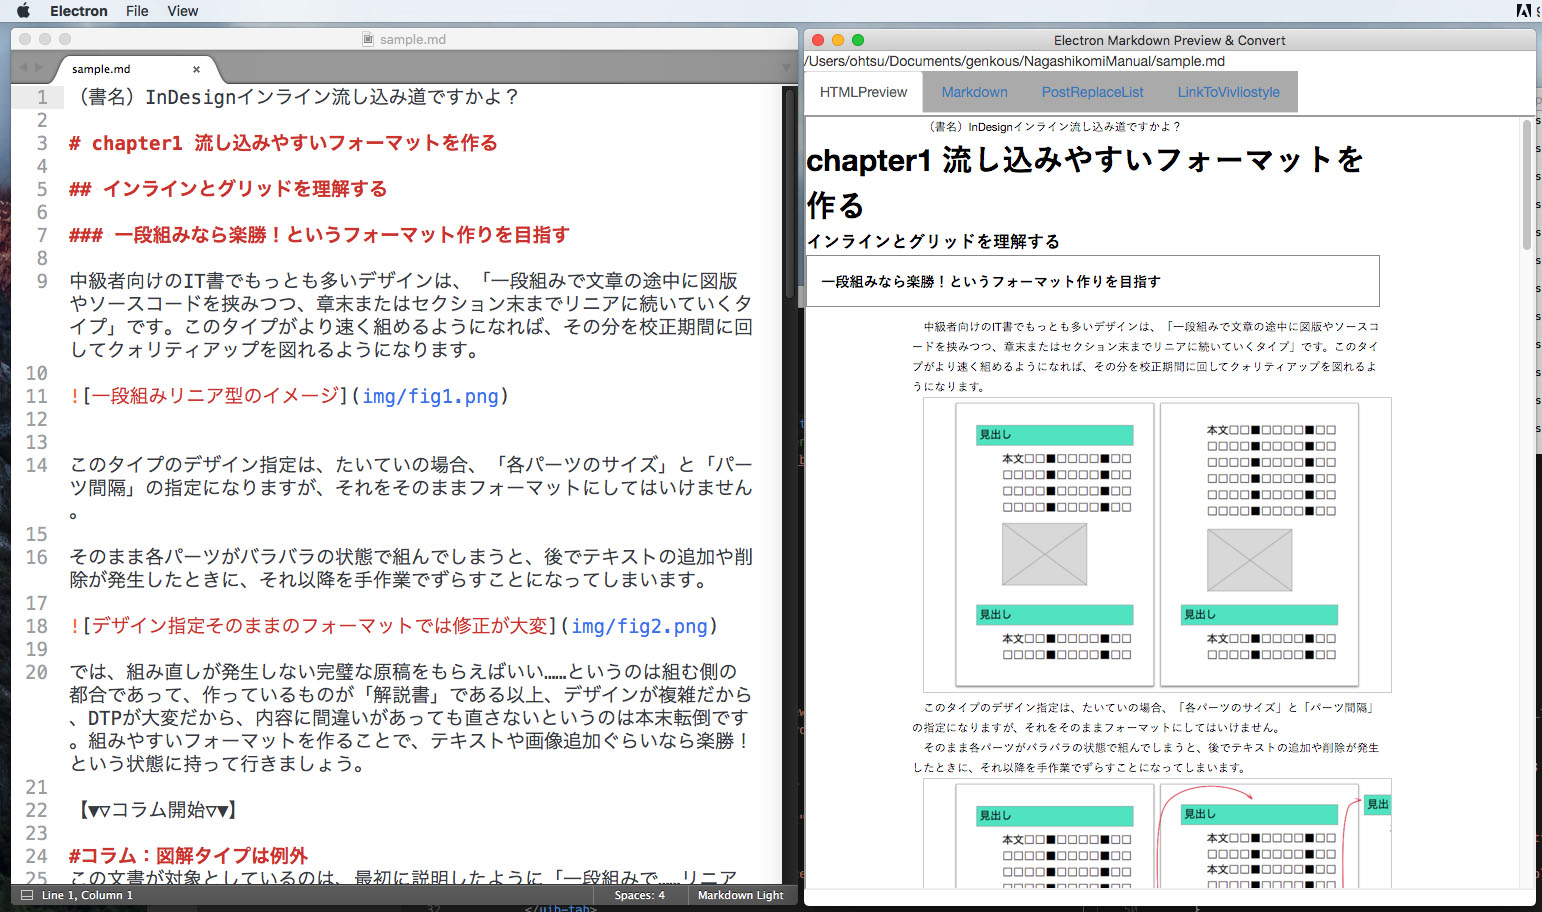 Electron File View
sample.md
sample.md ×
1 （書名）InDesignインライン流し込み道ですかよ？
2
3 # chapter1 流し込みやすいフォーマットを作る
4
5 ## インラインとグリッドを理解する
6
7 ### 一段組みなら楽勝！というフォーマット作りを目指す
8
9 中級者向けのIT書でもっとも多いデザインは、「一段組みで文章の途中に図版
やソースコードを挟みつつ、章末またはセクション末までリニアに続いていくタ
イプ」です。このタイプがより速く組めるようになれば、その分を校正期間に回
してクォリティアップを図れるようになります。
10
11 ![一段組みリニア型のイメージ](img/fig1.png)
12
13
14 このタイプのデザイン指定は、たいていの場合、「各パーツのサイズ」と「パー
ツ間隔」の指定になりますが、それをそのままフォーマットにしてはいけません
。
15
16 そのまま各パーツがバラバラの状態で組んでしまうと、後でテキストの追加や削
除が発生したときに、それ以降を手作業でずらすことになってしまいます。
17
18 ![デザイン指定そのままのフォーマットでは修正が大変](img/fig2.png)
19
20 では、組み直しが発生しない完璧な原稿をもらえばいい……というのは組む側の
都合であって、作っているものが「解説書」である以上、デザインが複雑だから
、DTPが大変だから、内容に間違いがあっても直さないというのは本末転倒です
。組みやすいフォーマットを作ることで、テキストや画像追加ぐらいなら楽勝！
という状態に持って行きましょう。
21
22 【▼▽コラム開始▽▼】
23
24 #コラム：図解タイプは例外
25 この文書が対象としているのは、最初に説明したように「一段組みで……リニア
Line 1, Column 1 Spaces: 4 Markdown Light
32 </uib-tab>
Electron Markdown Preview & Convert
/Users/ohtsu/Documents/genkous/NagashikomiManual/sample.md
HTMLPreview Markdown PostReplaceList LinkToVivliostyle
（書名）InDesignインライン流し込み道ですかよ？
chapter1 流し込みやすいフォーマットを
作る
インラインとグリッドを理解する
一段組みなら楽勝！というフォーマット作りを目指す
中級者向けのIT書でもっとも多いデザインは、「一段組みで文章の途中に図版やソースコ
ードを挟みつつ、章末またはセクション末までリニアに続いていくタイプ」です。このタイ
プがより速く組めるようになれば、その分を校正期間に回してクォリティアップを図れるよ
うになります。
見出し
本文□□■□□□□■□□
□□□□■□□□□■□□
□□□□■□□□□■□□
□□□□■□□□□■□□
見出し
本文□□■□□□□■□□
□□□□■□□□□■□□
本文□□■□□□□■□□
□□□□■□□□□■□□
□□□□■□□□□■□□
□□□□■□□□□■□□
□□□□■□□□□■□□
□□□□■□□□□■□□
見出し
本文□□■□□□□■□□
□□□□■□□□□■□□
このタイプのデザイン指定は、たいていの場合、「各パーツのサイズ」と「パーツ間隔」
の指定になりますが、それをそのままフォーマットにしてはいけません。
そのまま各パーツがバラバラの状態で組んでしまうと、後でテキストの追加や削除が発生
したときに、それ以降を手作業でずらすことになってしまいます。
見出し
本文□□■□□□□■□□
□□□□■□□□□■□□
□□□□■□□□□■□□
見出し
本文□□■□□□□■□□
□□□□■□□□□■□□
□□□□■□□□□■□□
見出